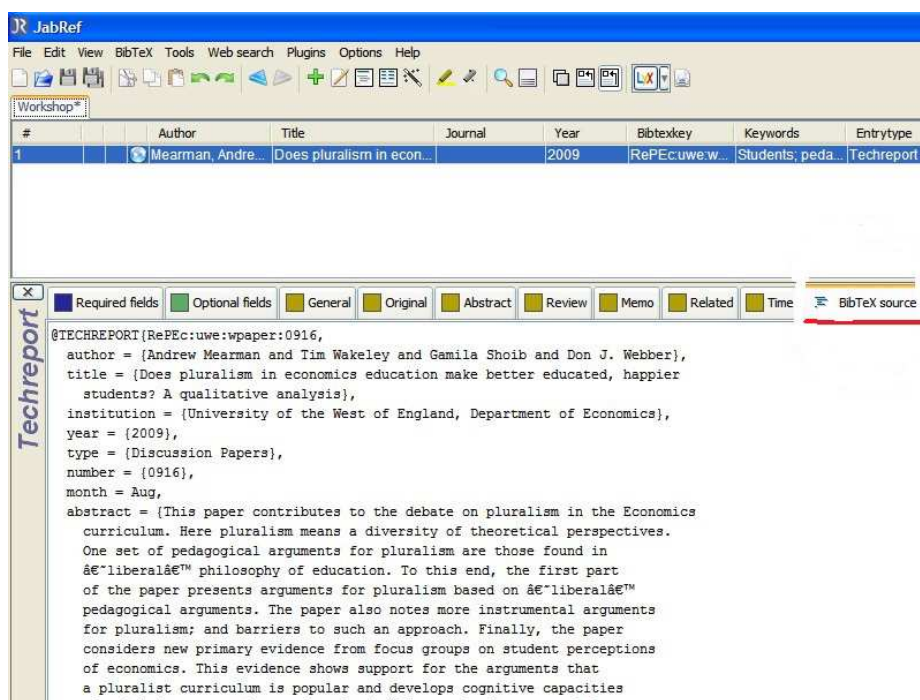 JabRef
File Edit View BibTeX Tools Web search Plugins Options Help
LyX
Workshop*
# Author Title Journal Year Bibtexkey Keywords Entrytype
1 Mearman, Andre... Does pluralism in econ... 2009 RePEc:uwe:w... Students; peda... Techreport
Required fields Optional fields General Original Abstract Review Memo Related Time BibTeX source
Techreport
@TECHREPORT{RePEc:uwe:wpaper:0916,
author = {Andrew Mearman and Tim Wakeley and Gamila Shoib and Don J. Webber},
title = {Does pluralism in economics education make better educated, happier
students? A qualitative analysis},
institution = {University of the West of England, Department of Economics},
year = {2009},
type = {Discussion Papers},
number = {0916},
month = Aug,
abstract = {This paper contributes to the debate on pluralism in the Economics
curriculum. Here pluralism means a diversity of theoretical perspectives.
One set of pedagogical arguments for pluralism are those found in
â€˜liberalâ€™ philosophy of education. To this end, the first part
of the paper presents arguments for pluralism based on â€˜liberalâ€™
pedagogical arguments. The paper also notes more instrumental arguments
for pluralism; and barriers to such an approach. Finally, the paper
considers new primary evidence from focus groups on student perceptions
of economics. This evidence shows support for the arguments that
a pluralist curriculum is popular and develops cognitive capacities